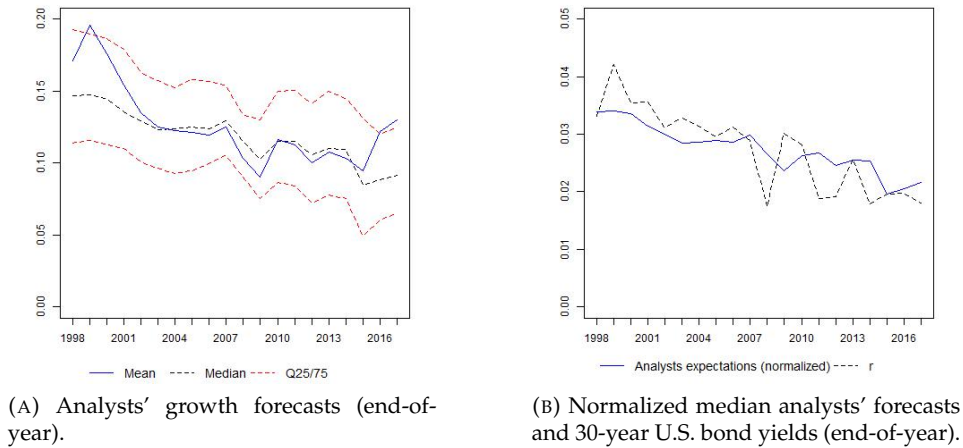 0.20
0.15
0.10
0.05
0.00
1998 2001 2004 2007 2010 2013 2016
Mean Median Q25/75
(A) Analysts' growth forecasts (end-of-
year).
0.05
0.04
0.03
0.02
0.01
0.00
1998 2001 2004 2007 2010 2013 2016
Analysts expectations (normalized) r
(B) Normalized median analysts' forecasts
and 30-year U.S. bond yields (end-of-year).